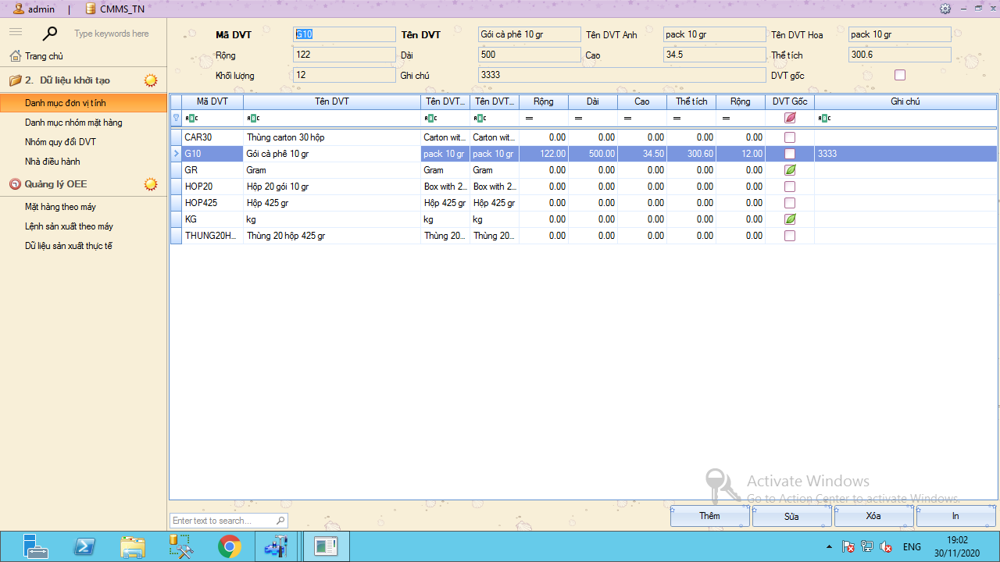 admin | CMMS_TN
Type keywords here
Trang chủ
2. Dữ liệu khởi tạo
Danh mục đơn vị tính
Danh mục nhóm mặt hàng
Nhóm quy đổi DVT
Nhà điều hành
Quảng lý OEE
Mặt hàng theo máy
Lệnh sản xuất theo máy
Dữ liệu sản xuất thực tế
Mã DVT G10 Tên DVT Gói cà phê 10 gr Tên DVT Anh pack 10 gr Tên DVT Hoa pack 10 gr
Rộng 122 Dài 500 Cao 34.5 Thể tích 300.6
Khối lượng 12 Ghi chú 3333 DVT gốc
Mã DVT Tên DVT Tên DVT... Tên DVT... Rộng Dài Cao Thể tích Rộng DVT Gốc Ghi chú
ABC ABC ABC ABC = = = = = ABC
CAR30 Thùng carton 30 hộp Carton wit... Carton wit... 0.00 0.00 0.00 0.00 0.00
G10 Gói cà phê 10 gr pack 10 gr pack 10 gr 122.00 500.00 34.50 300.60 12.00 3333
GR Gram Gram Gram 0.00 0.00 0.00 0.00 0.00
HOP20 Hộp 20 gói 10 gr Box with 2... Box with 2... 0.00 0.00 0.00 0.00 0.00
HOP425 Hộp 425 gr Hộp 425 gr Hộp 425 gr 0.00 0.00 0.00 0.00 0.00
KG kg kg kg 0.00 0.00 0.00 0.00 0.00
THUNG20H... Thùng 20 hộp 425 gr Thùng 20... Thùng 20... 0.00 0.00 0.00 0.00 0.00
Activate Windows
Go to Action Center to activate Windows.
Enter text to search... Thêm Sửa Xóa In
ENG 19:02
30/11/2020